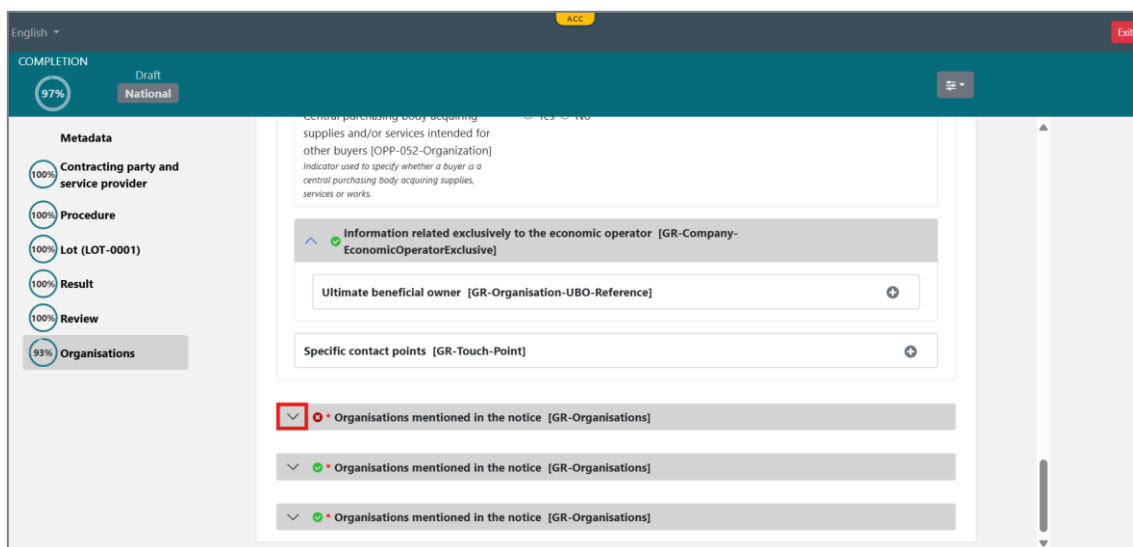 ACC
English
Exit
COMPLETION
97%
Draft
National
Metadata
100% Contracting party and
service provider
100% Procedure
100% Lot (LOT-0001)
100% Result
100% Review
93% Organisations
Central purchasing body acquiring
Yes No
supplies and/or services intended for
other buyers [OPP-052-Organization]
Indicator used to specify whether a buyer is a
central purchasing body acquiring supplies,
services or works.
Information related exclusively to the economic operator [GR-Company-
EconomicOperatorExclusive]
Ultimate beneficial owner [GR-Organisation-UBO-Reference]
Specific contact points [GR-Touch-Point]
* Organisations mentioned in the notice [GR-Organisations]
* Organisations mentioned in the notice [GR-Organisations]
* Organisations mentioned in the notice [GR-Organisations]